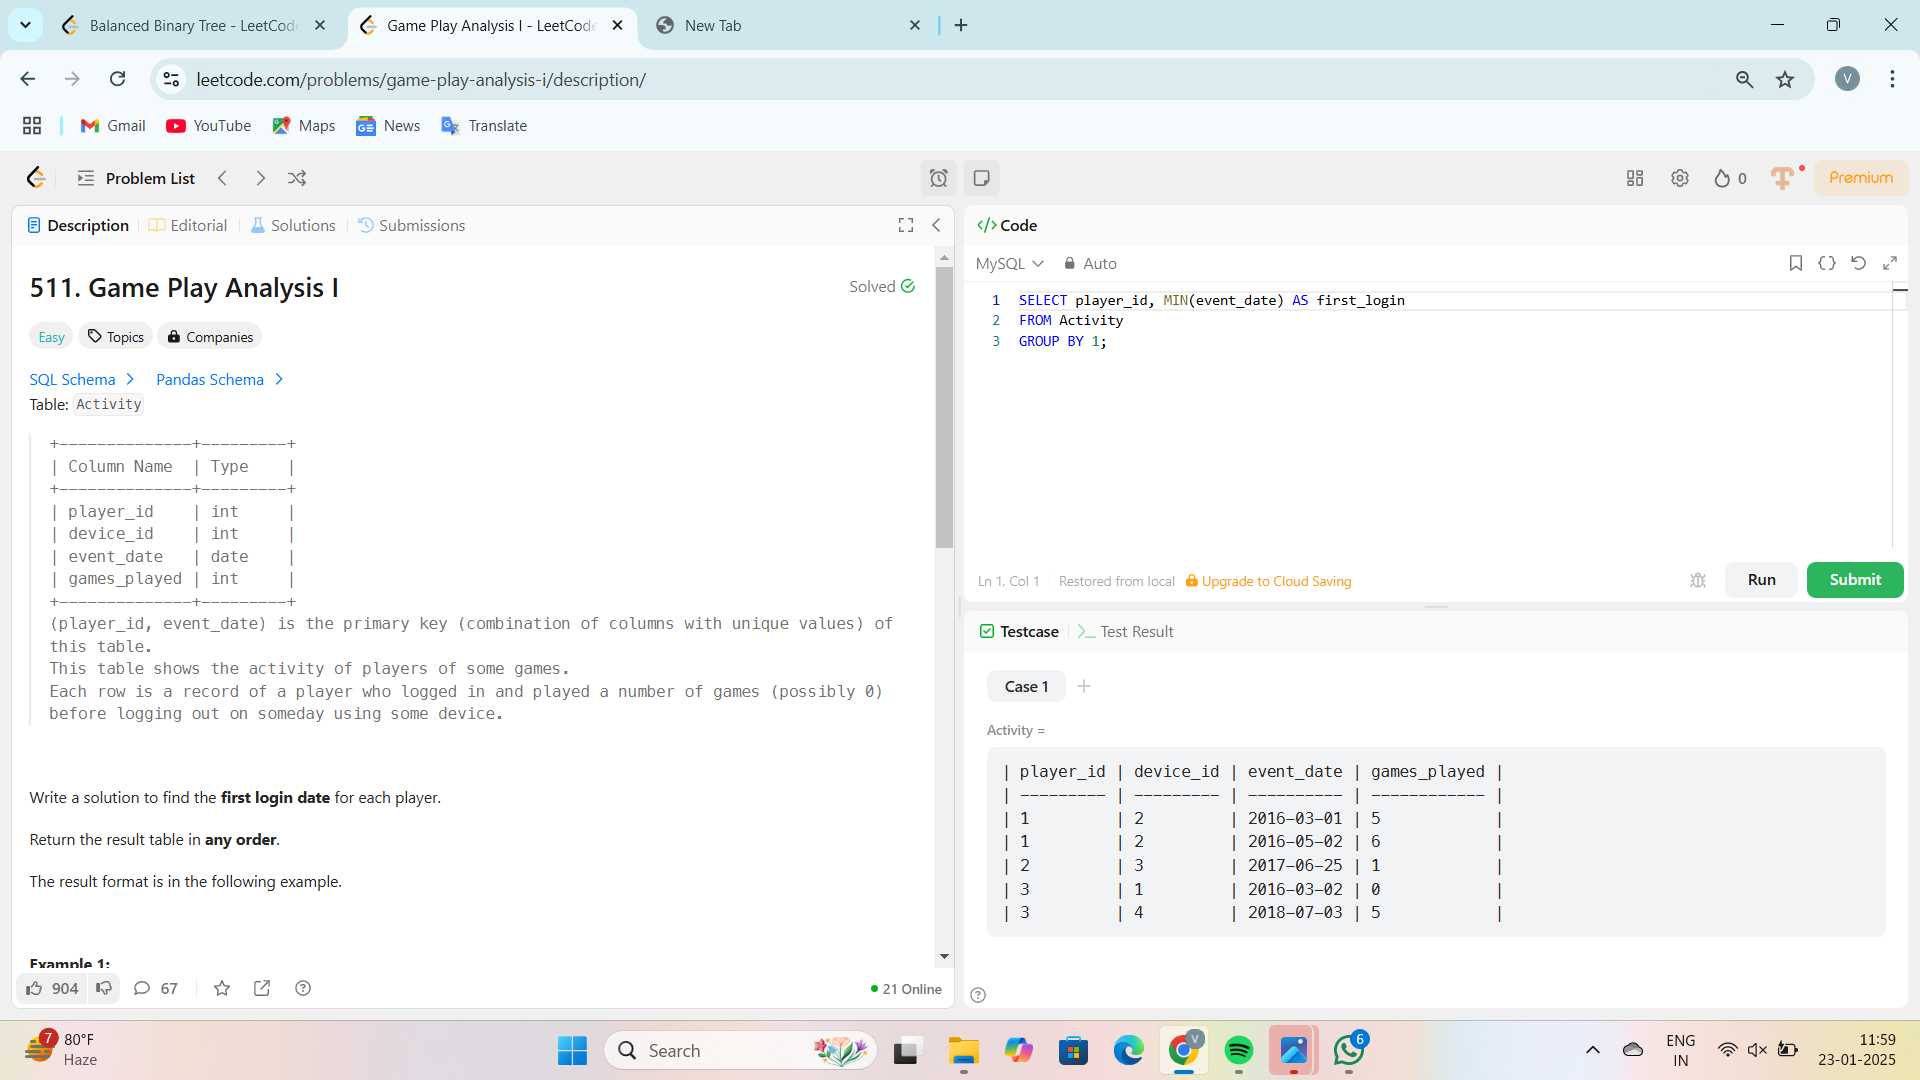 Balanced Binary Tree - LeetCode
Game Play Analysis I - LeetCode
New Tab
leetcode.com/problems/game-play-analysis-i/description/
V
Gmail
YouTube
Maps
News
Translate
Problem List
0
Premium
Description
Editorial
Solutions
Submissions
511. Game Play Analysis I
Solved
Easy
Topics
Companies
SQL Schema
Pandas Schema
Table: Activity
+--------------+---------+
| Column Name  | Type    |
+--------------+---------+
| player_id    | int     |
| device_id    | int     |
| event_date   | date    |
| games_played | int     |
+--------------+---------+
(player_id, event_date) is the primary key (combination of columns with unique values) of
this table.
This table shows the activity of players of some games.
Each row is a record of a player who logged in and played a number of games (possibly 0)
before logging out on someday using some device.
Write a solution to find the first login date for each player.
Return the result table in any order.
The result format is in the following example.
Example 1:
904
67
21 Online
</> Code
MySQL
Auto
1 SELECT player_id, MIN(event_date) AS first_login
2 FROM Activity
3 GROUP BY 1;
Ln 1, Col 1
Restored from local
Upgrade to Cloud Saving
Run
Submit
Testcase
Test Result
Case 1
Activity =
| player_id | device_id | event_date | games_played |
| --------- | --------- | ---------- | ------------ |
| 1         | 2         | 2016-03-01 | 5            |
| 1         | 2         | 2016-05-02 | 6            |
| 2         | 3         | 2017-06-25 | 1            |
| 3         | 1         | 2016-03-02 | 0            |
| 3         | 4         | 2018-07-03 | 5            |
7
80°F
Haze
Search
V
6
ENG
IN
11:59
23-01-2025